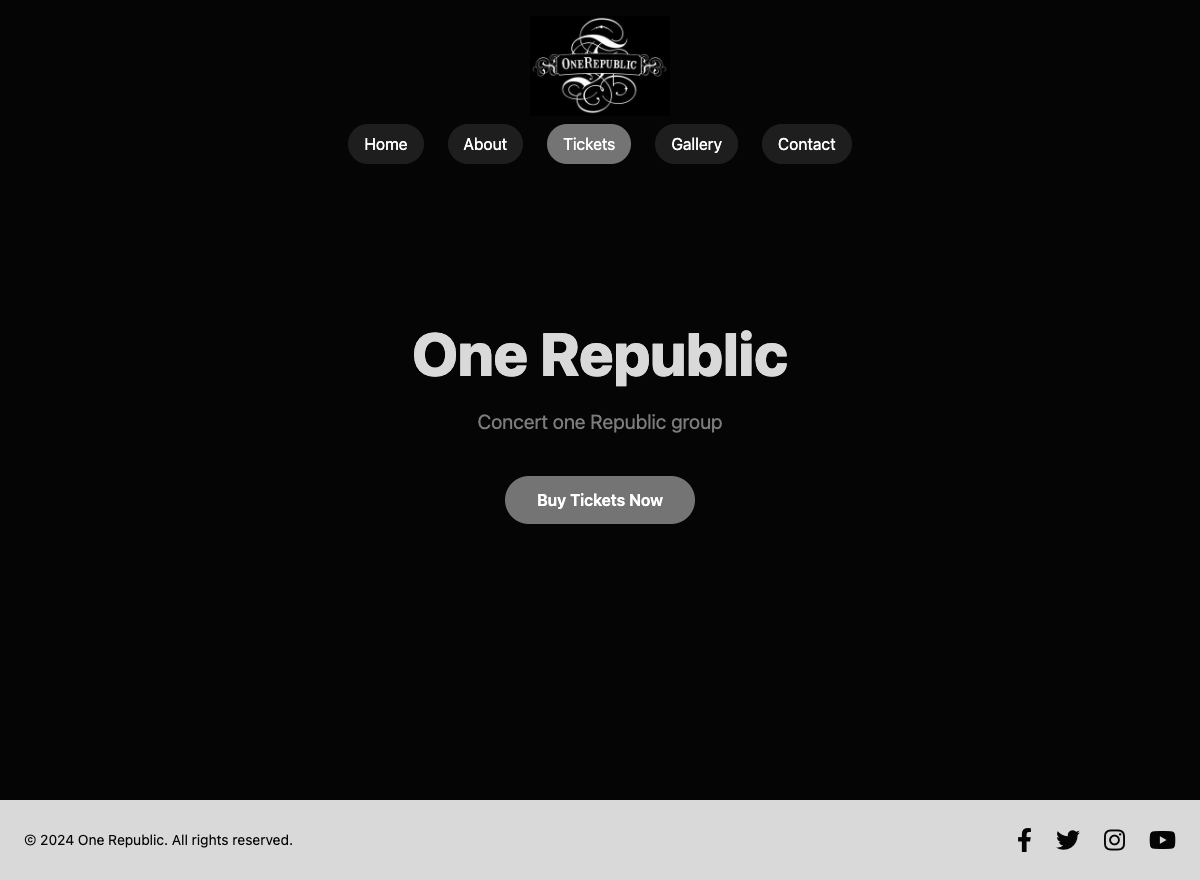 OneRepublic
Home About Tickets Gallery Contact
One Republic
Concert one Republic group
Buy Tickets Now
© 2024 One Republic. All rights reserved.